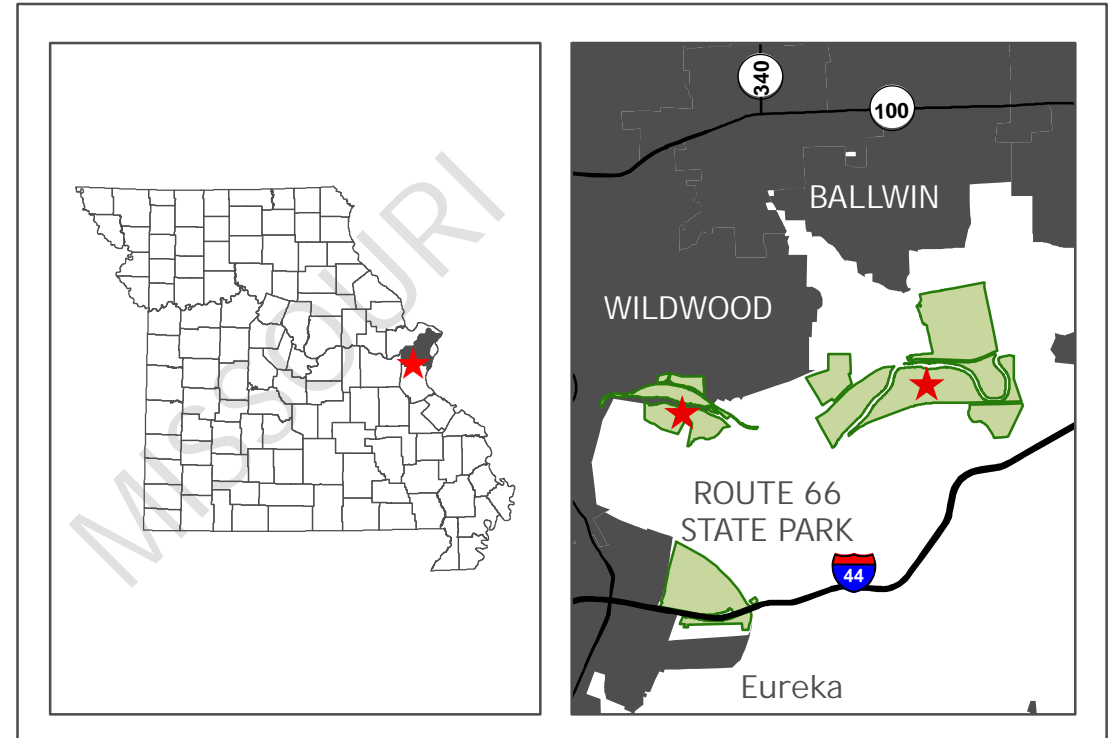 MISSOURI
340
100
BALLWIN
WILDWOOD
ROUTE 66
STATE PARK
44
Eureka